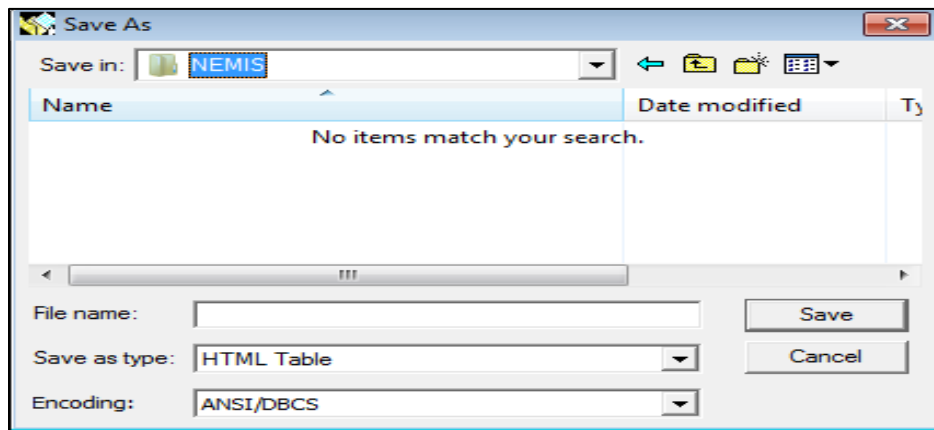 Save As
Save in: NEMIS
Name Date modified Ty
No items match your search.
File name:
Save
Save as type: HTML Table
Cancel
Encoding: ANSI/DBCS